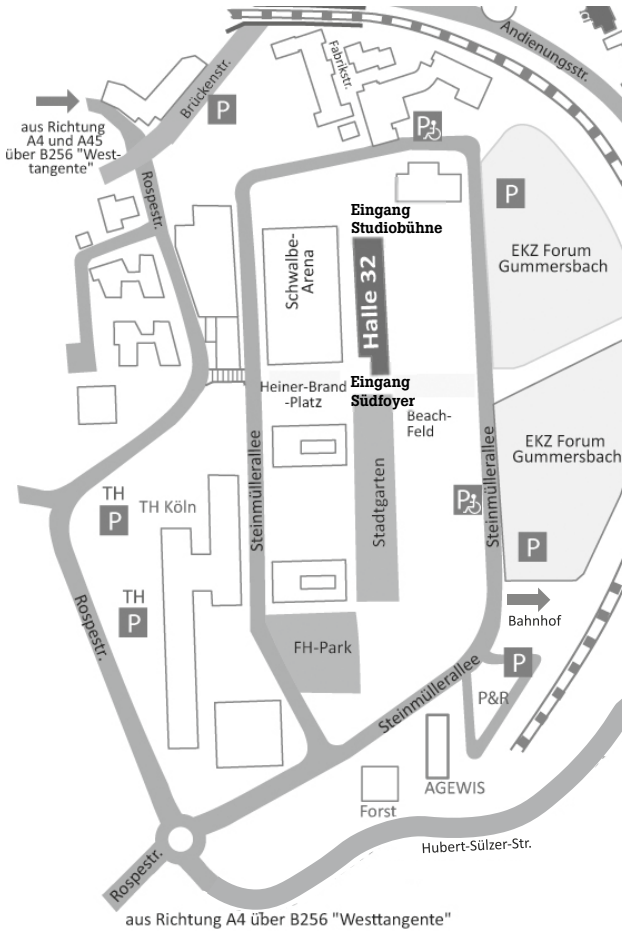 Andienungsstr.
Fabrikstr.
Brückenstr.
P
P
aus Richtung
A4 und A45
über B256 "West-
tangente"
Rospestr.
P
Eingang
Studiobühne
EKZ Forum
Gummersbach
Schwalbe-
Arena
Halle 32
Heiner-Brand
-Platz
Eingang
Südfoyer
Beach-
Feld
EKZ Forum
Gummersbach
Steinmüllerallee
Stadtgarten
Steinmüllerallee
TH
P
TH Köln
P
P
TH
P
Bahnhof
Rospestr.
FH-Park
P
Steinmüllerallee
P&R
AGEWIS
Forst
Hubert-Sülzer-Str.
Rospestr.
aus Richtung A4 über B256 "Westtangente"